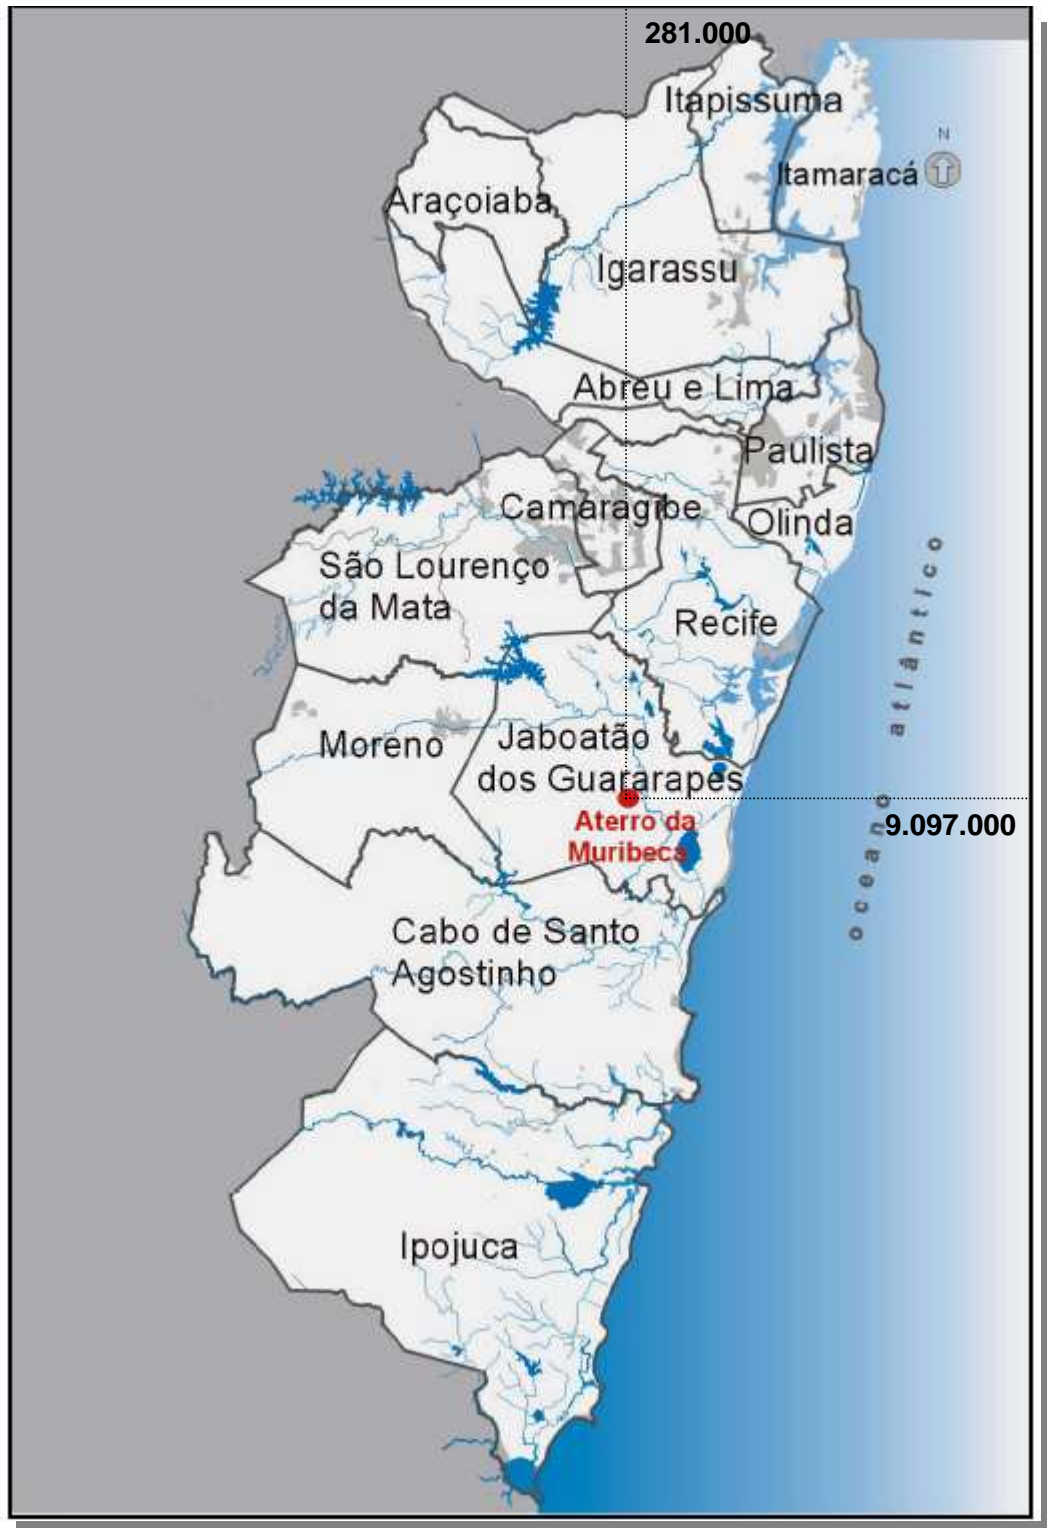 281.000
Itapissuma
N
Itamaracá
Araçoiaba
Igarassu
Abreu e Lima
Paulista
Camaragibe
Olinda
São Lourenço
da Mata
Recife
oceano atlântico
Moreno
Jaboatão
dos Guararapes
Aterro da
Muribeca
9.097.000
Cabo de Santo
Agostinho
Ipojuca